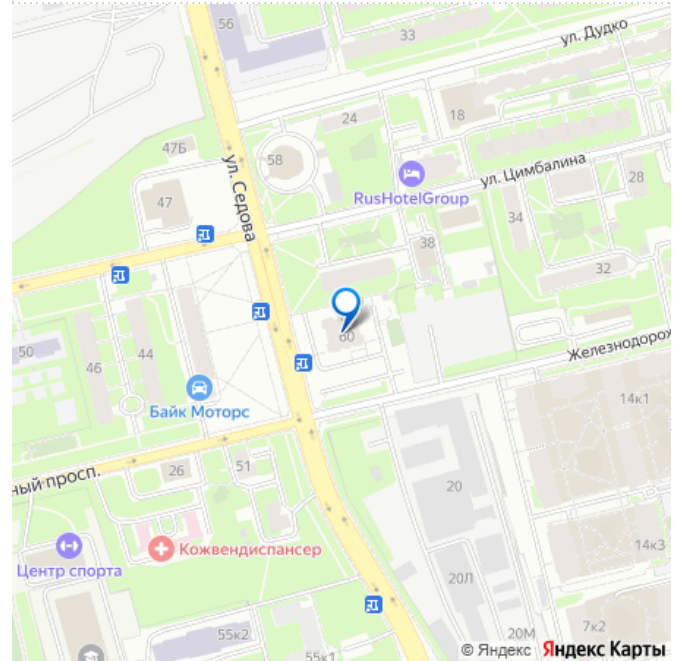 56
33
ул. Дудко
24
18
47Б
58
ул. Седова
ул. Цимбалина
RusHotelGroup
28
47
34
38
32
60
50
44
46
Железнодорож
Байк Моторс
14к1
ный просп.
26
51
20
Кожвендиспансер
Центр спорта
14к3
20Л
55к2
7к2
20М
55к1
© Яндекс Яндекс Карты